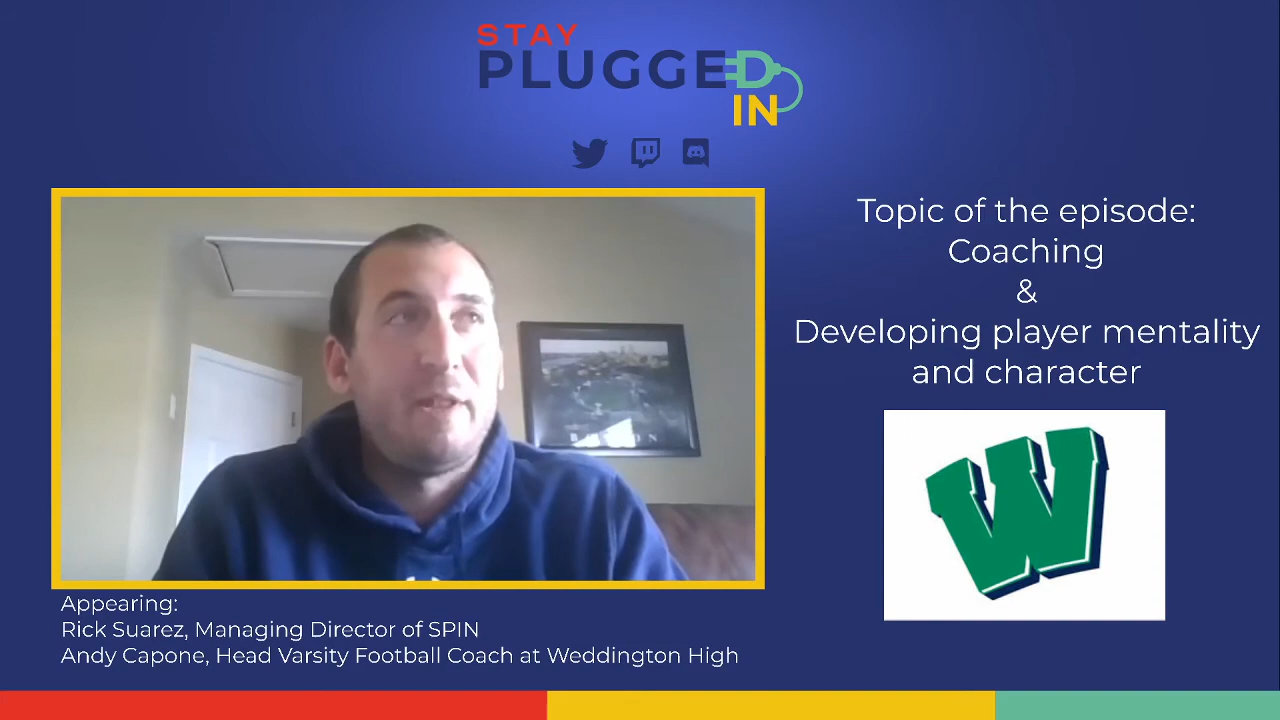 STAY
PLUGGED
IN
Topic of the episode:
Coaching
&
Developing player mentality
and character
W
Appearing:
Rick Suarez, Managing Director of SPIN
Andy Capone, Head Varsity Football Coach at Weddington High